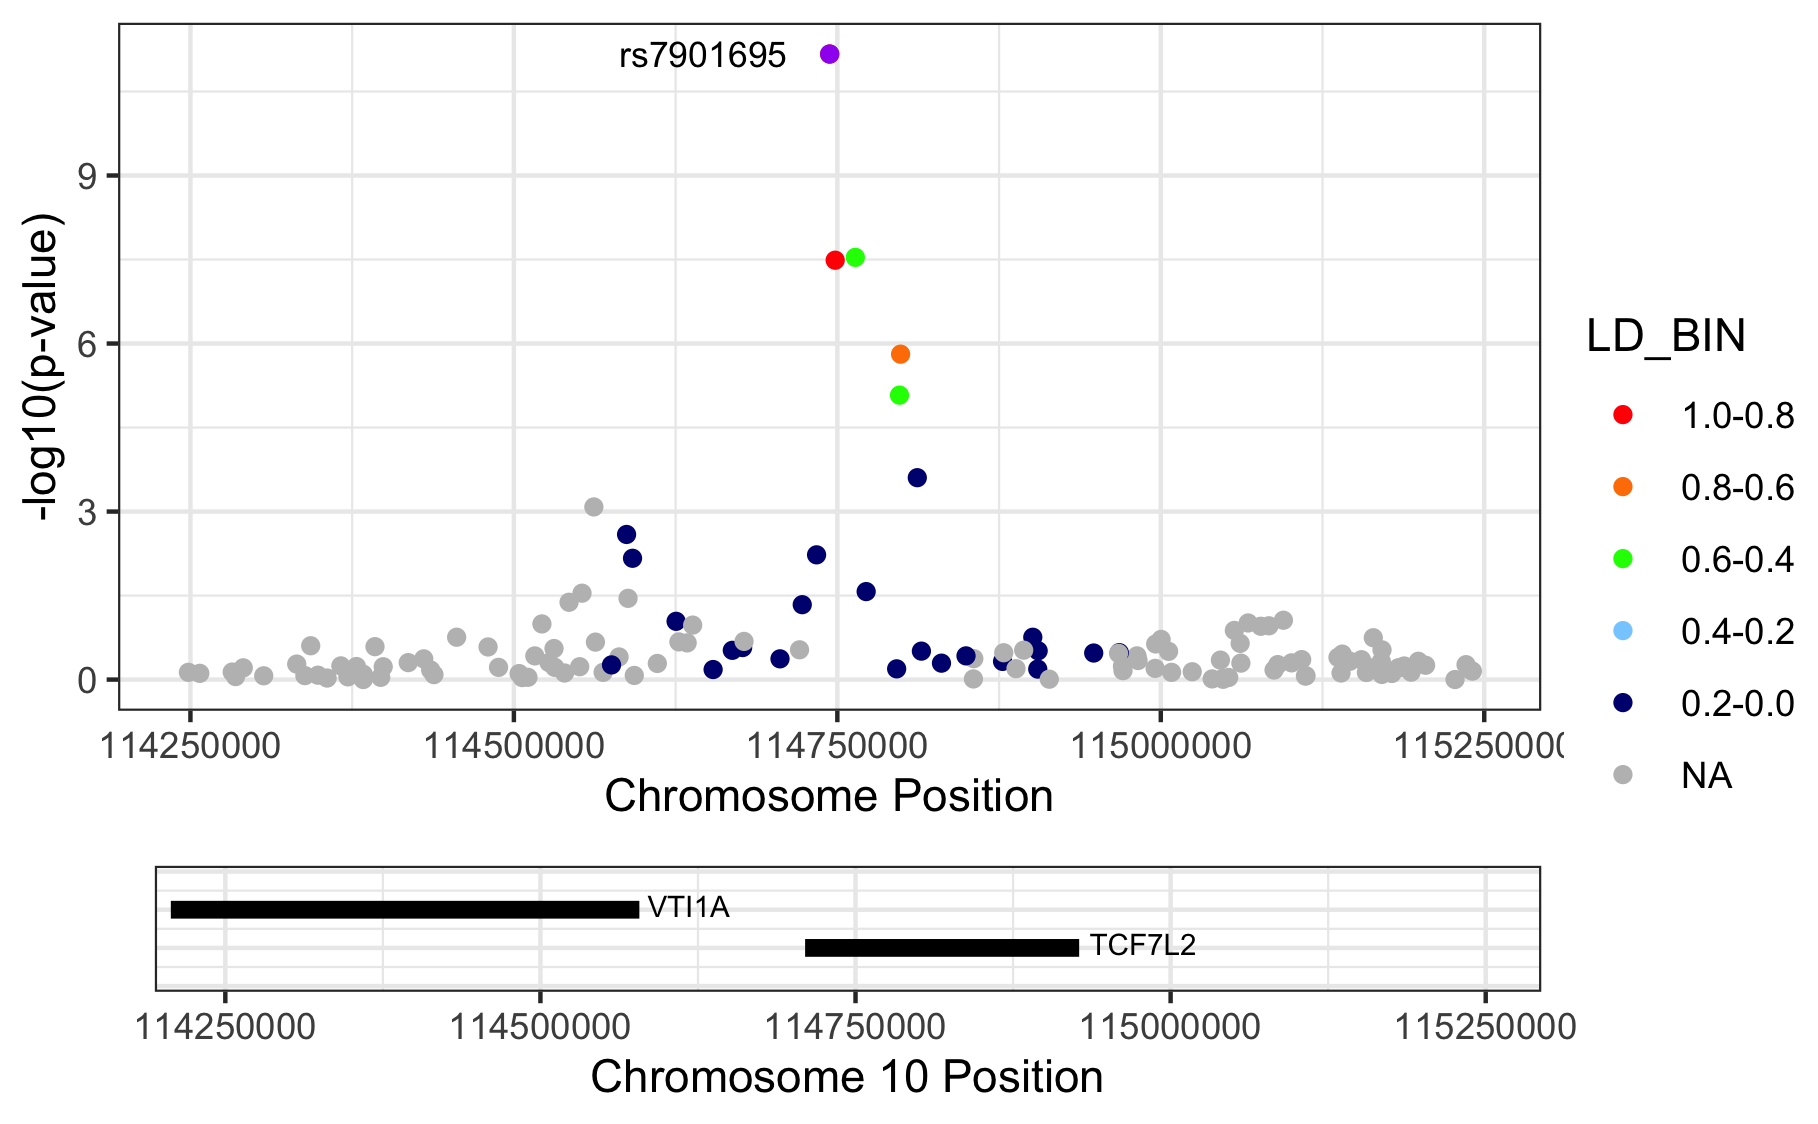 rs7901695
9
6
3
0
-log10(p-value)
114250000 114500000 114750000 115000000 11525000(
Chromosome Position
LD_BIN
1.0-0.8
0.8-0.6
0.6-0.4
0.4-0.2
0.2-0.0
NA
VTI1A
TCF7L2
114250000 114500000 114750000 115000000 115250000
Chromosome 10 Position